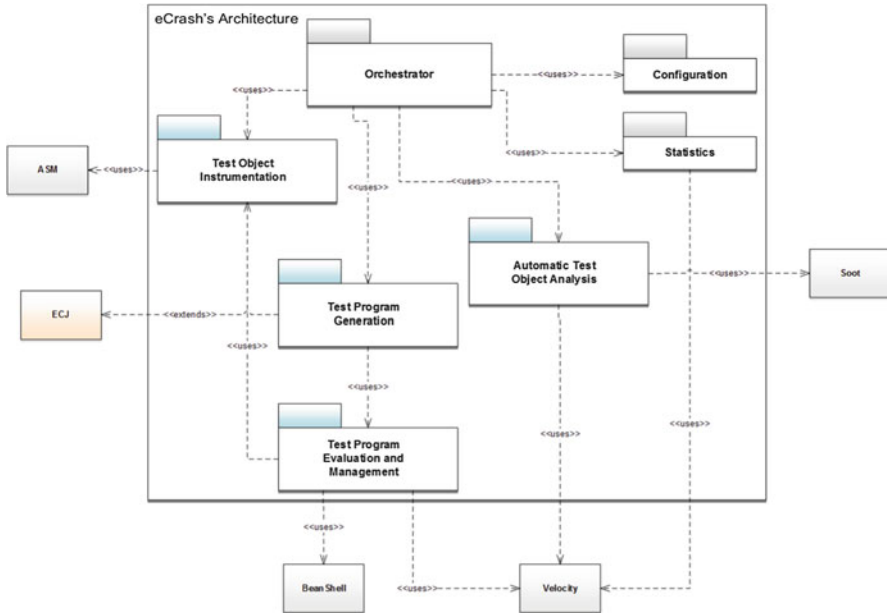 eCrash's Architecture
Orchestrator
<<uses>>
Configuration
<<uses>>
<<uses>>
Statistics
Test Object
Instrumentation
ASM
<<uses>>
<<uses>>
<<uses>>
Automatic Test
Object Analysis
<<uses>>
Soot
Test Program
Generation
ECJ
<<extends>>
<<uses>>
<<uses>>
<<uses>>
<<uses>>
Test Program
Evaluation and
Management
<<uses>>
<<uses>>
BeanShell
Velocity